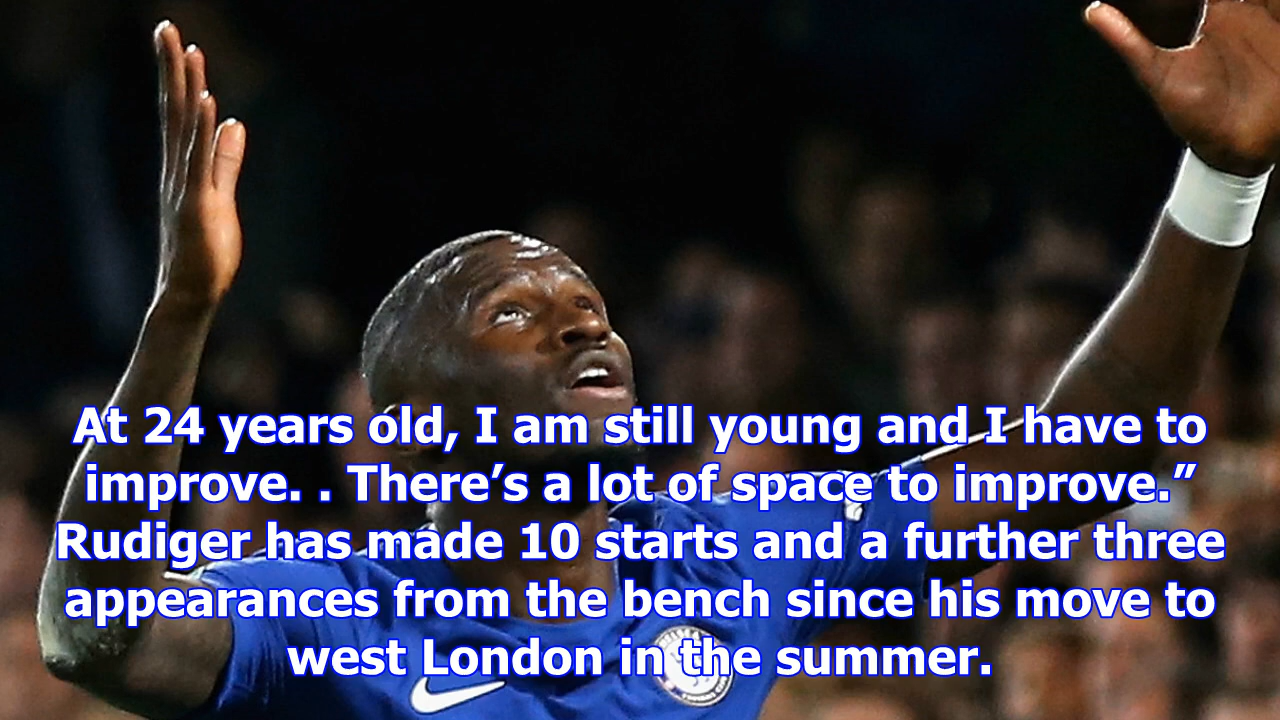 At 24 years old, I am still young and I have to
improve. . There’s a lot of space to improve.”
Rudiger has made 10 starts and a further three
appearances from the bench since his move to
west London in the summer.